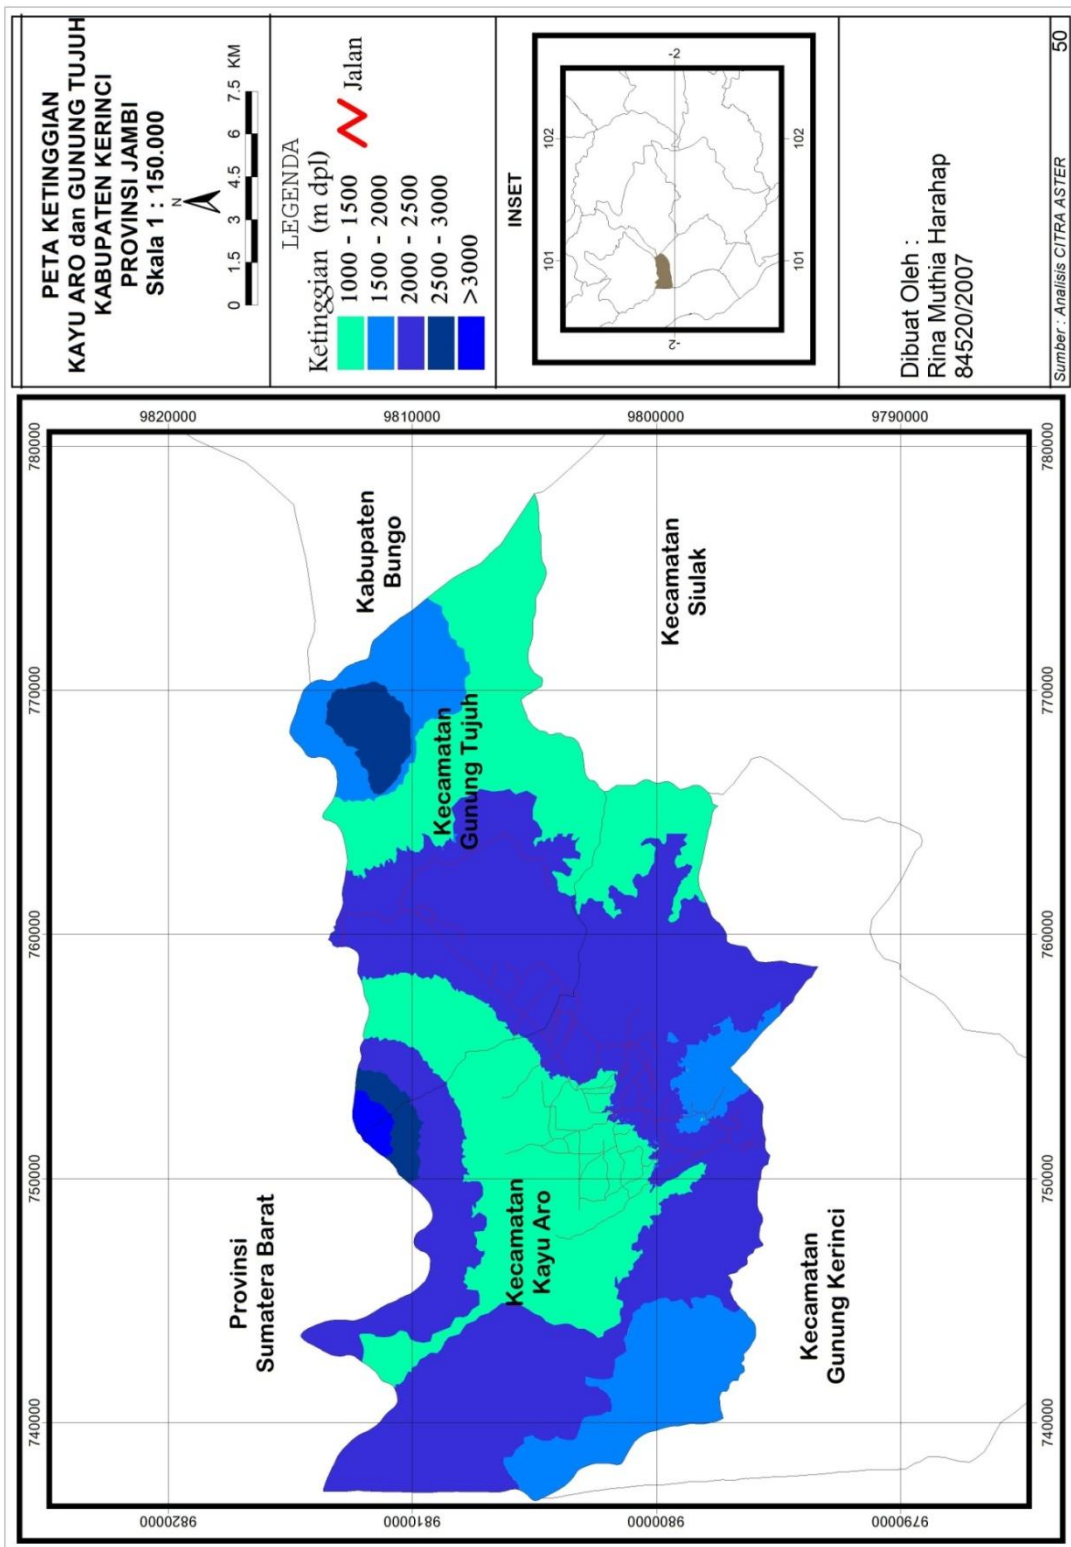 PETA KETINGGIAN
KAYU ARO dan GUNUNG TUJUH
KABUPATEN KERINCI
PROVINSI JAMBI
Skala 1 : 150.000
N
0 1.5 3 4.5 6 7.5 KM
LEGENDA
Ketinggian (m dpl)
1000 - 1500
1500 - 2000
2000 - 2500
2500 - 3000
>3000
Jalan
INSET
101 102
-2 -2
101 102
Dibuat Oleh :
Rina Muthia Harahap
84520/2007
Sumber : Analisis CITRA ASTER
50
740000 750000 760000 770000 780000
9820000 9820000
9810000 9810000
9800000 9800000
9790000 9790000
740000 750000 760000 770000 780000
Provinsi
Sumatera Barat
Kabupaten
Bungo
Kecamatan
Gunung Tujuh
Kecamatan
Kayu Aro
Kecamatan
Siulak
Kecamatan
Gunung Kerinci